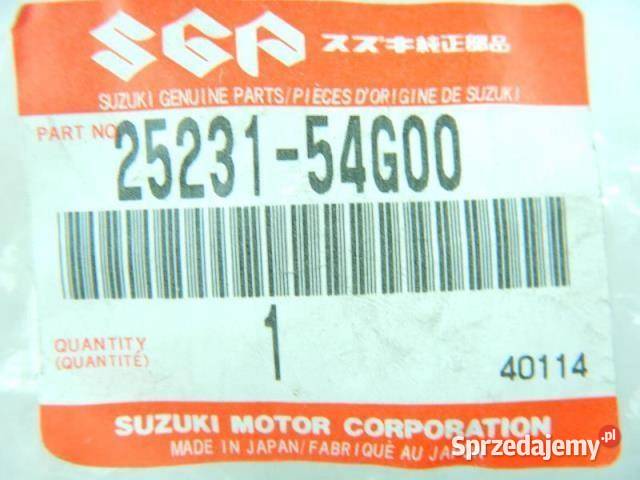 SGP スズキ純正部品
SUZUKI GENUINE PARTS/PIÈCES D'ORIGINE DE SUZUKI
PART NO. 25231-54G00
QUANTITY
(QUANTITÉ)
1
40114
SUZUKI MOTOR CORPORATION
MADE IN JAPAN/FABRIQUÉ AU JAPON
Sprzedajemy.pl